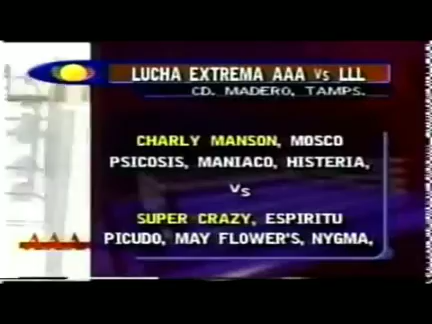 LUCHA EXTREMA AAA Vs LLL
CD. MADERO, TAMPS.
CHARLY MANSON, MOSCO
PSICOSIS, MANIACO, HISTERIA,
Vs
SUPER CRAZY, ESPIRITU
PICUDO, MAY FLOWER'S, NYGMA,
AAA